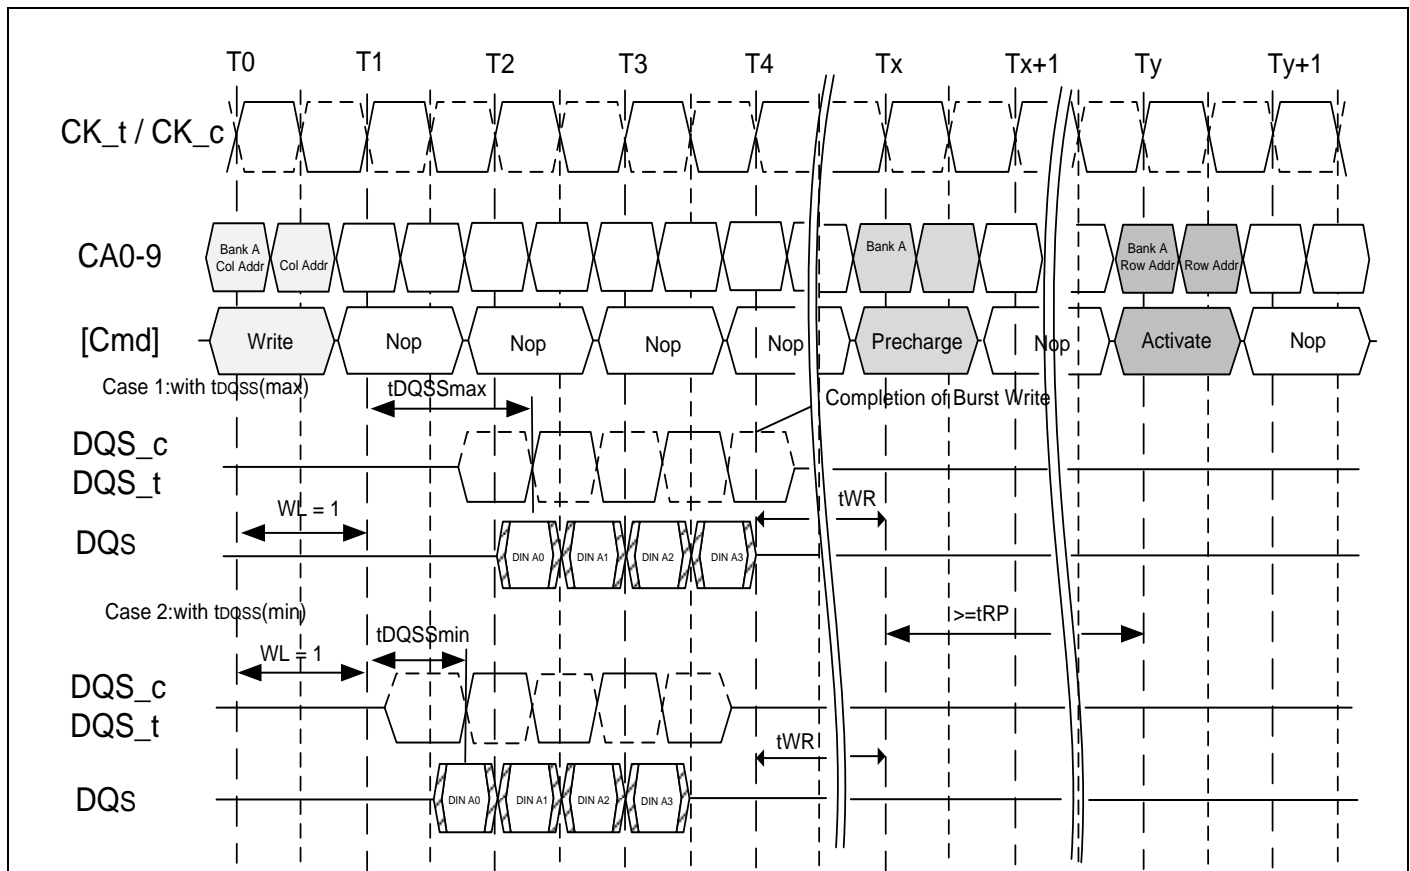 T0 T1 T2 T3 T4 Tx Tx+1 Ty Ty+1
CK_t / CK_c
CA0-9
Bank A
Col Addr
Col Addr
Bank A
Bank A
Row Addr
Row Addr
[Cmd] Write Nop Nop Nop Nop Precharge Nop Activate Nop
Case 1:with tDQSS(max)
tDQSSmax
Completion of Burst Write
DQS_c
DQS_t
WL = 1
tWR
DQs
DIN A0 DIN A1 DIN A2 DIN A3
Case 2:with tDQSS(min)
>=tRP
tDQSSmin
WL = 1
DQS_c
DQS_t
tWR
DQs
DIN A0 DIN A1 DIN A2 DIN A3